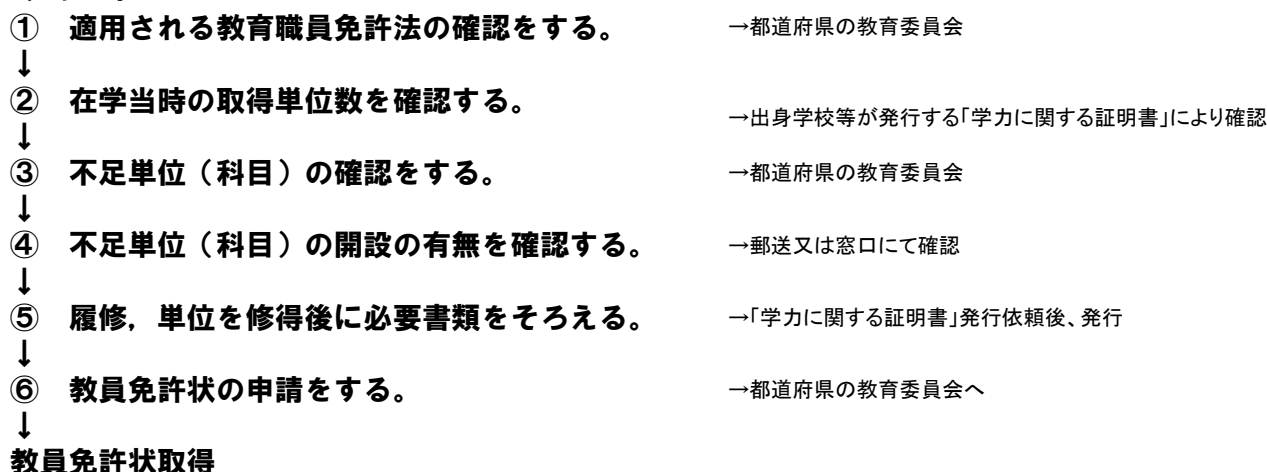 ① 適用される教育職員免許法の確認をする。 →都道府県の教育委員会
↓
② 在学当時の取得単位数を確認する。 →出身学校等が発行する「学力に関する証明書」により確認
↓
③ 不足単位（科目）の確認をする。 →都道府県の教育委員会
↓
④ 不足単位（科目）の開設の有無を確認する。 →郵送又は窓口にて確認
↓
⑤ 履修，単位を修得後に必要書類をそろえる。 →「学力に関する証明書」発行依頼後、発行
↓
⑥ 教員免許状の申請をする。 →都道府県の教育委員会へ
↓
教員免許状取得